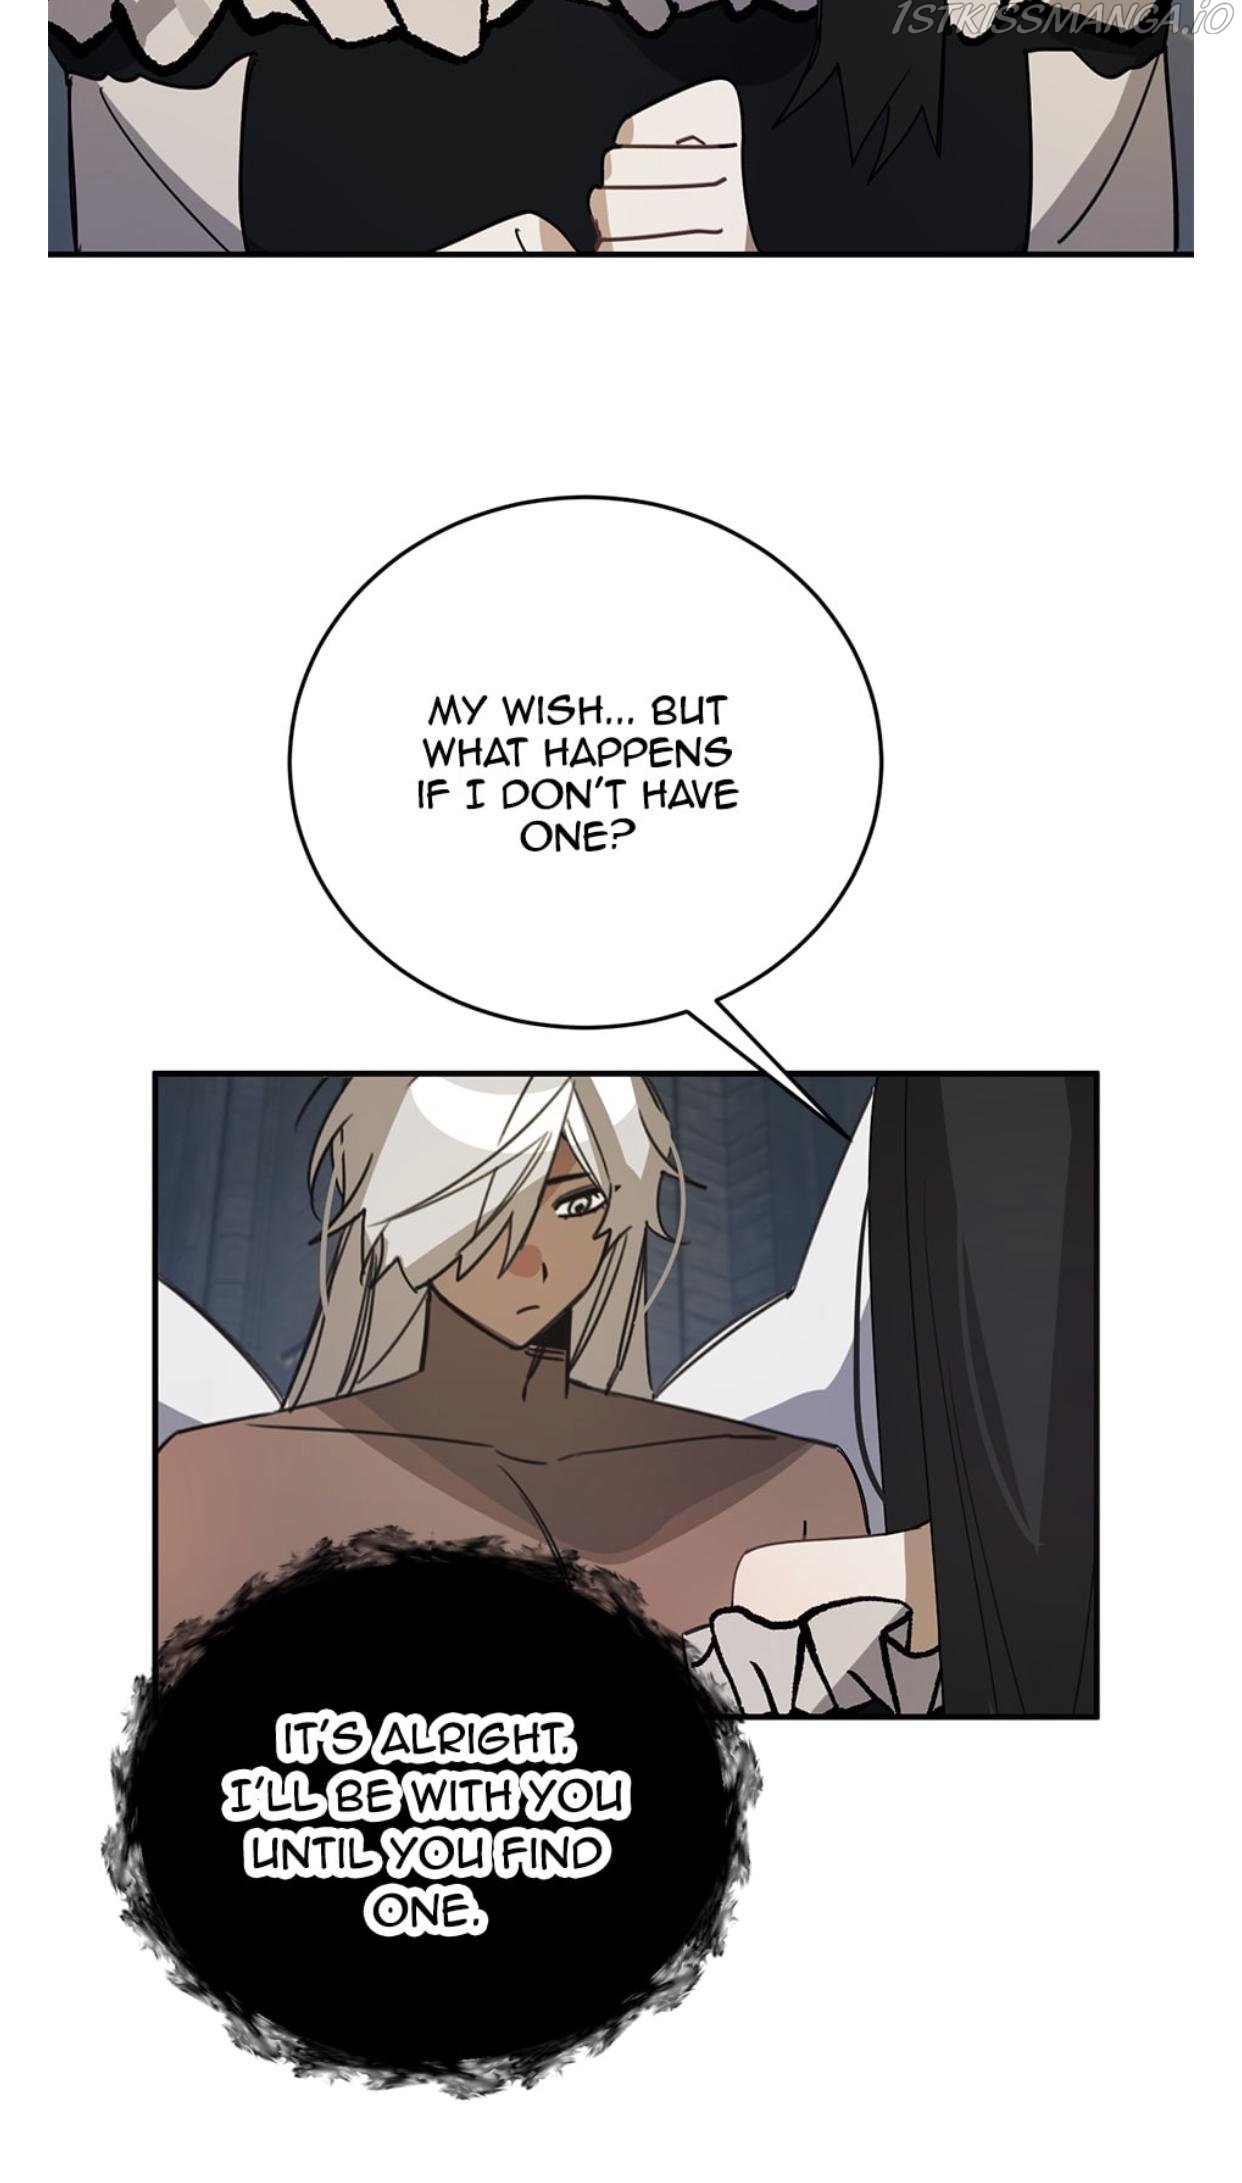 1STKISSMANGA.iO
MY WISH... BUT
WHAT HAPPENS
IF I DON'T HAVE
ONE?
IT'S ALRIGHT.
I'LL BE WITH YOU
UNTIL YOU FIND
ONE.